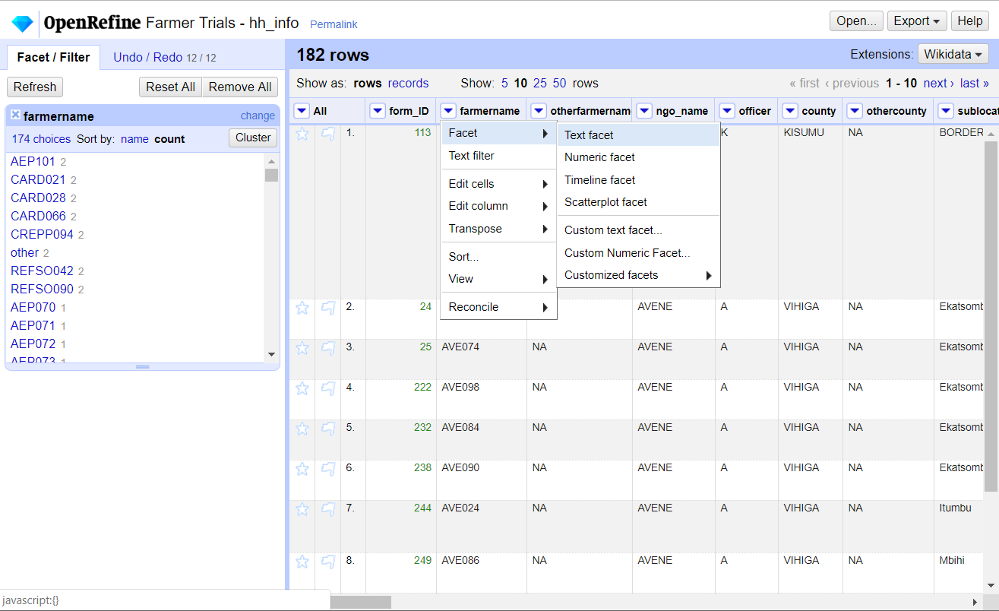 OpenRefine Farmer Trials - hh_info Permalink Open... Export Help
Facet / Filter Undo / Redo 12 / 12
Refresh Reset All Remove All
farmername change
174 choices Sort by: name count Cluster
AEP101 2
CARD021 2
CARD028 2
CARD066 2
CREPP094 2
other 2
REFSO042 2
REFSO090 2
AEP070 1
AEP071 1
AEP072 1
AEP073 1
182 rows Extensions: Wikidata
Show as: rows records Show: 5 10 25 50 rows « first ‹ previous 1 - 10 next › last »
All form_ID farmername otherfarmername ngo_name officer county othercounty sublocat
1. 113 K KISUMU NA BORDER
Facet
Text filter
Edit cells
Edit column
Transpose
Sort...
View
Reconcile
Text facet
Numeric facet
Timeline facet
Scatterplot facet
Custom text facet...
Custom Numeric Facet...
Customized facets
2. 24 AVENE A VIHIGA NA Ekatsomb
3. 25 AVE074 NA AVENE A VIHIGA NA Ekatsomb
4. 222 AVE098 NA AVENE A VIHIGA NA Ekatsomb
5. 232 AVE084 NA AVENE A VIHIGA NA Ekatsomb
6. 238 AVE090 NA AVENE A VIHIGA NA Ekatsomb
7. 244 AVE024 NA AVENE A VIHIGA NA Itumbu
8. 249 AVE086 NA AVENE A VIHIGA NA Mbihi
javascript:{}